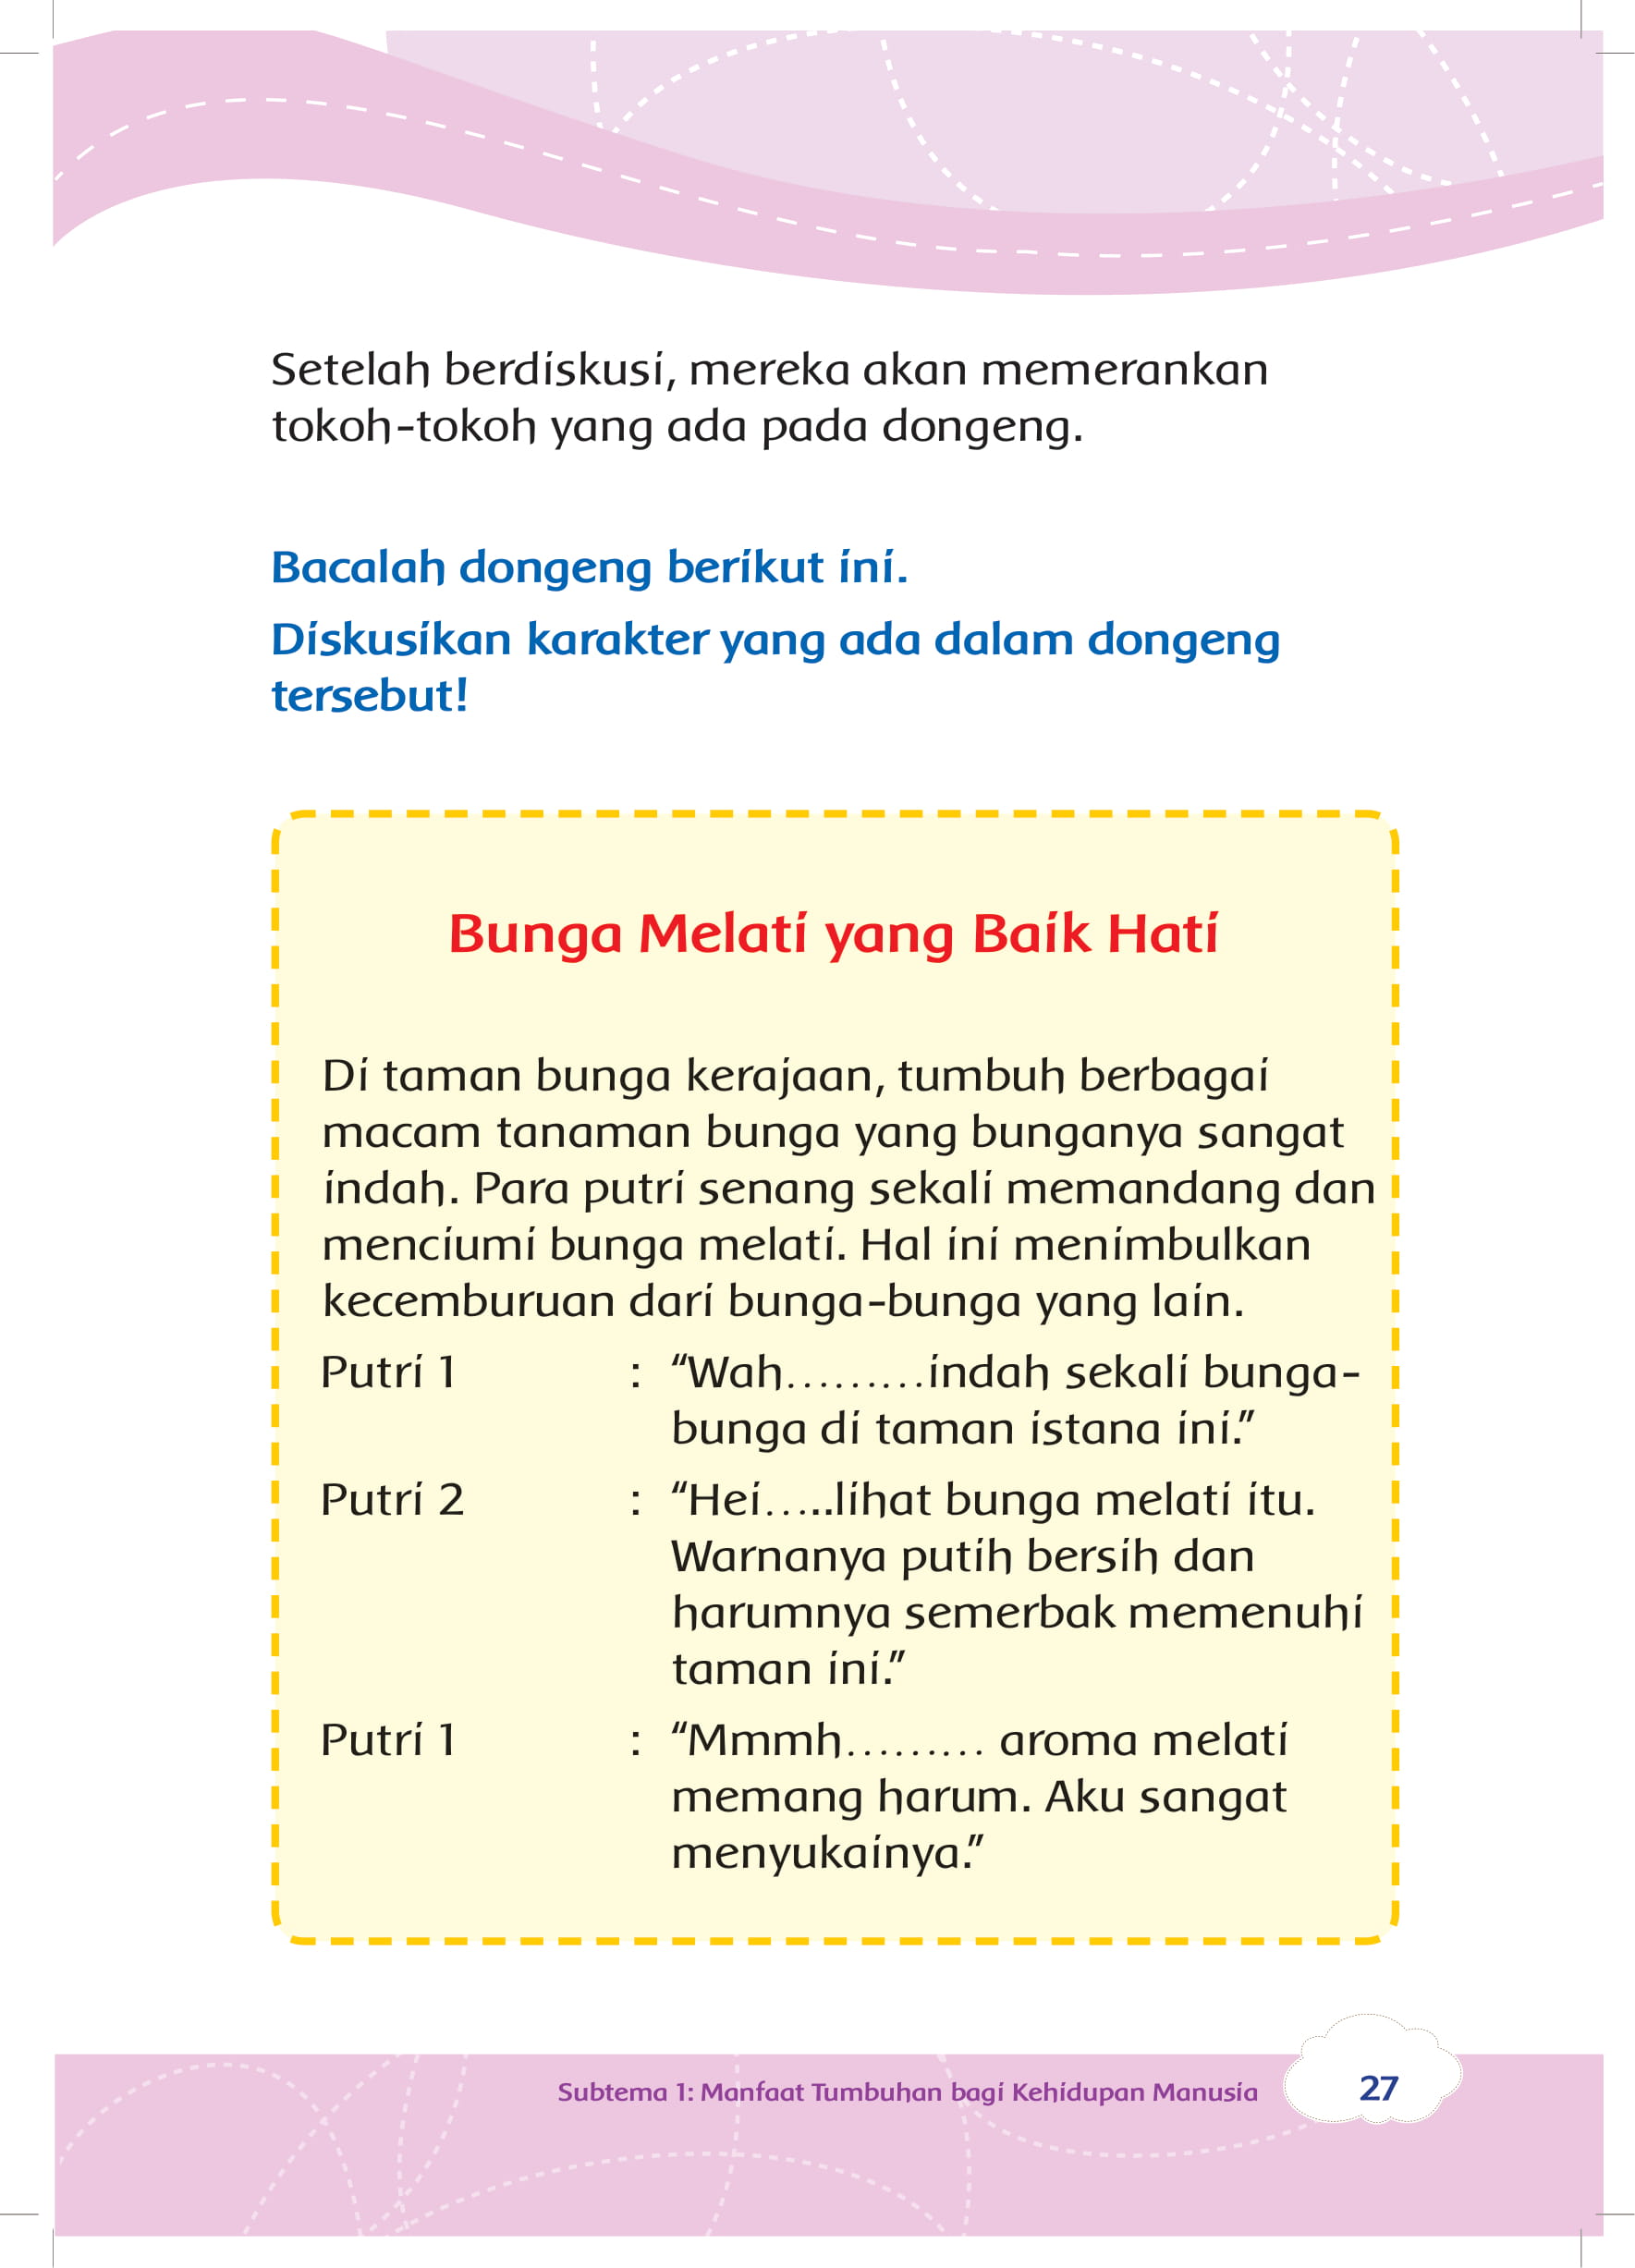 Setelah berdiskusi, mereka akan memerankan
tokoh-tokoh yang ada pada dongeng.
Bacalah dongeng berikut ini.
Diskusikan karakter yang ada dalam dongeng
tersebut!
Bunga Melati yang Baik Hati
Di taman bunga kerajaan, tumbuh berbagai
macam tanaman bunga yang bunganya sangat
indah. Para putri senang sekali memandang dan
menciumi bunga melati. Hal ini menimbulkan
kecemburuan dari bunga-bunga yang lain.
Putri 1 : “Wah………indah sekali bunga-
bunga di taman istana ini.”
Putri 2 : “Hei…..lihat bunga melati itu.
Warnanya putih bersih dan
harumnya semerbak memenuhi
taman ini.”
Putri 1 : “Mmmh……… aroma melati
memang harum. Aku sangat
menyukainya.”
Subtema 1: Manfaat Tumbuhan bagi Kehidupan Manusia 27